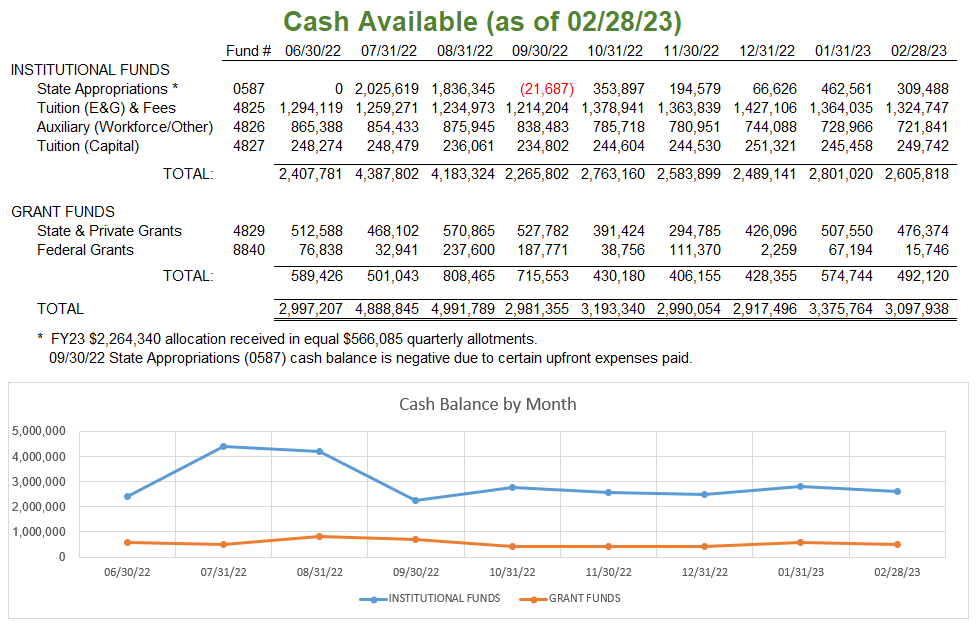 Cash Available (as of 02/28/23)
Fund # 06/30/22 07/31/22 08/31/22 09/30/22 10/31/22 11/30/22 12/31/22 01/31/23 02/28/23
INSTITUTIONAL FUNDS
State Appropriations * 0587 0 2,025,619 1,836,345 (21,687) 353,897 194,579 66,626 462,561 309,488
Tuition (E&G) & Fees 4825 1,294,119 1,259,271 1,234,973 1,214,204 1,378,941 1,363,839 1,427,106 1,364,035 1,324,747
Auxiliary (Workforce/Other) 4826 865,388 854,433 875,945 838,483 785,718 780,951 744,088 728,966 721,841
Tuition (Capital) 4827 248,274 248,479 236,061 234,802 244,604 244,530 251,321 245,458 249,742
TOTAL: 2,407,781 4,387,802 4,183,324 2,265,802 2,763,160 2,583,899 2,489,141 2,801,020 2,605,818
GRANT FUNDS
State & Private Grants 4829 512,588 468,102 570,865 527,782 391,424 294,785 426,096 507,550 476,374
Federal Grants 8840 76,838 32,941 237,600 187,771 38,756 111,370 2,259 67,194 15,746
TOTAL: 589,426 501,043 808,465 715,553 430,180 406,155 428,355 574,744 492,120
TOTAL 2,997,207 4,888,845 4,991,789 2,981,355 3,193,340 2,990,054 2,917,496 3,375,764 3,097,938
* FY23 $2,264,340 allocation received in equal $566,085 quarterly allotments.
09/30/22 State Appropriations (0587) cash balance is negative due to certain upfront expenses paid.
Cash Balance by Month
5,000,000
4,000,000
3,000,000
2,000,000
1,000,000
0
06/30/22 07/31/22 08/31/22 09/30/22 10/31/22 11/30/22 12/31/22 01/31/23 02/28/23
INSTITUTIONAL FUNDS GRANT FUNDS